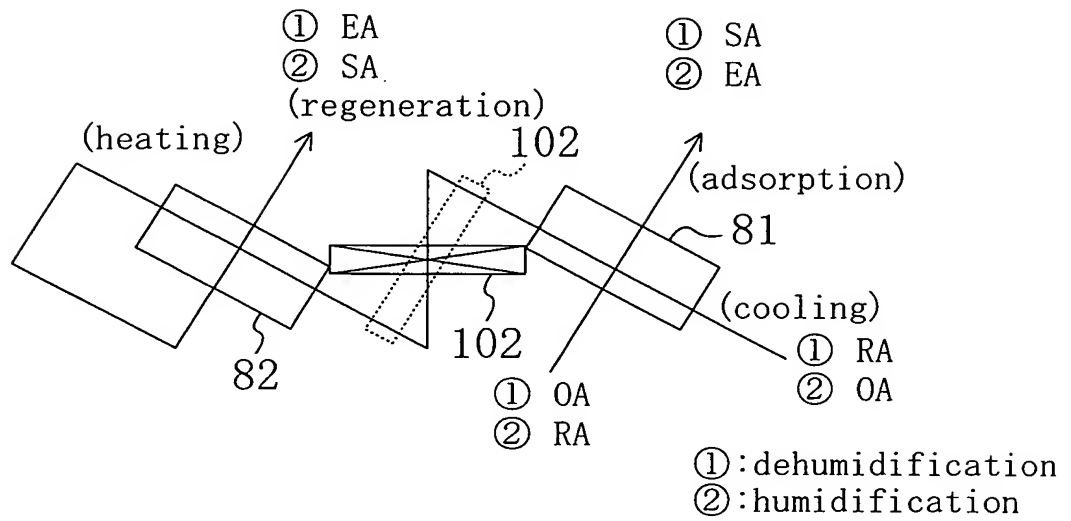 ① EA
② SA
(regeneration)
① SA
② EA
(heating)
102
(adsorption)
81
(cooling)
102
82
① RA
② OA
① OA
② RA
①:dehumidification
②:humidification